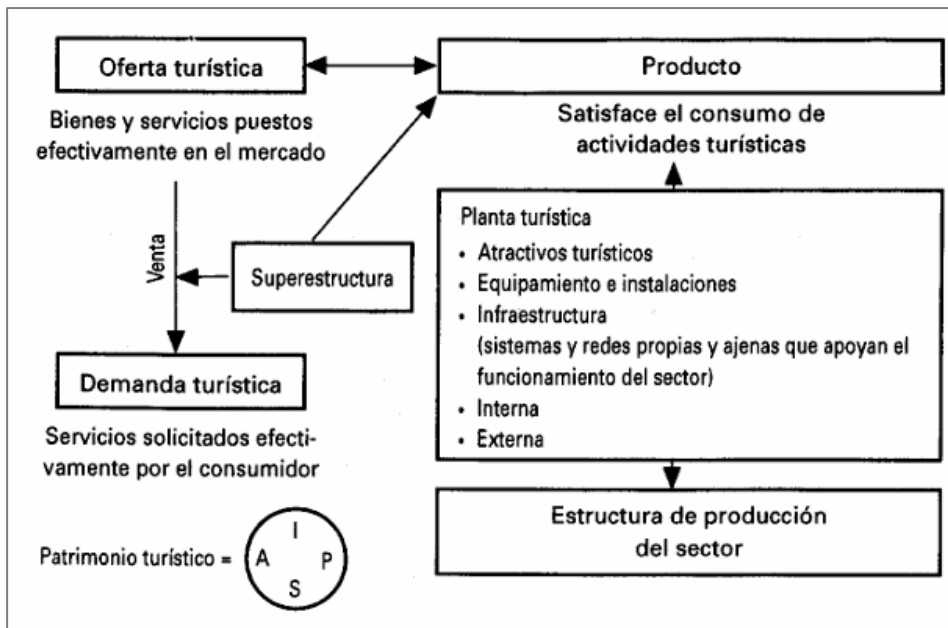 Oferta turística
Producto
Bienes y servicios puestos
efectivamente en el mercado
Satisface el consumo de
actividades turísticas
Venta
Superestructura
Planta turística
• Atractivos turísticos
• Equipamiento e instalaciones
• Infraestructura
(sistemas y redes propias y ajenas que apoyan el
funcionamiento del sector)
• Interna
• Externa
Demanda turística
Servicios solicitados efecti-
vamente por el consumidor
Estructura de producción
del sector
Patrimonio turístico =
I
A P
S